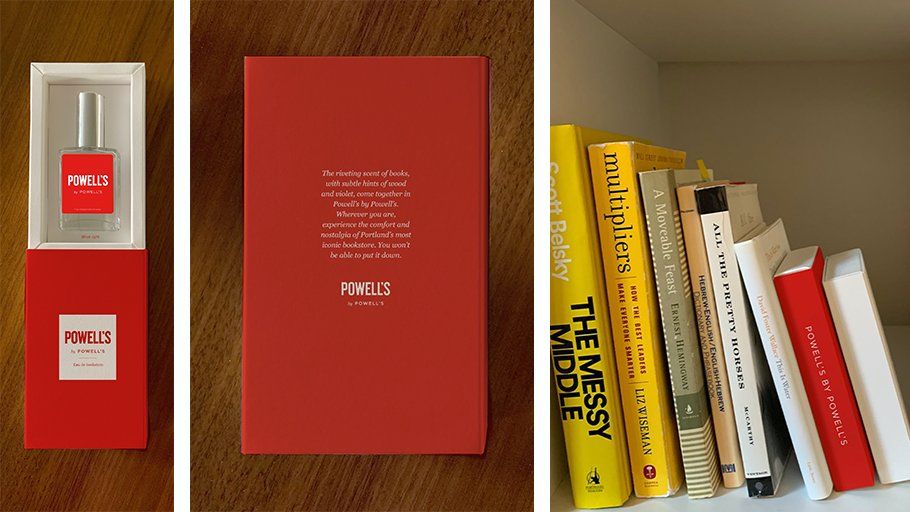 POWELL'S
by POWELL'S
POWELL'S
by POWELL'S
The riveting scent of books,
with subtle hints of wood
and violet, come together in
Powell's by Powell's.
Wherever you are,
experience the comfort and
nostalgia of Portland's most
iconic bookstore. You won't
be able to put it down.
POWELL'S
by POWELL'S
Scott Belsky
THE MESSY
MIDDLE
multipliers
HOW THE BEST LEADERS
MAKE EVERYONE SMARTER
LIZ WISEMAN
A Moveable Feast
ERNEST HEMINGWAY
HEBREW-ENGLISH/ENGLISH-HEBREW
DICTIONARY AND PHRASEBOOK
ALL THE PRETTY HORSES
McCARTHY
VINTAGE
David Foster Wallace This Is Water
POWELL'S BY POWELL'S